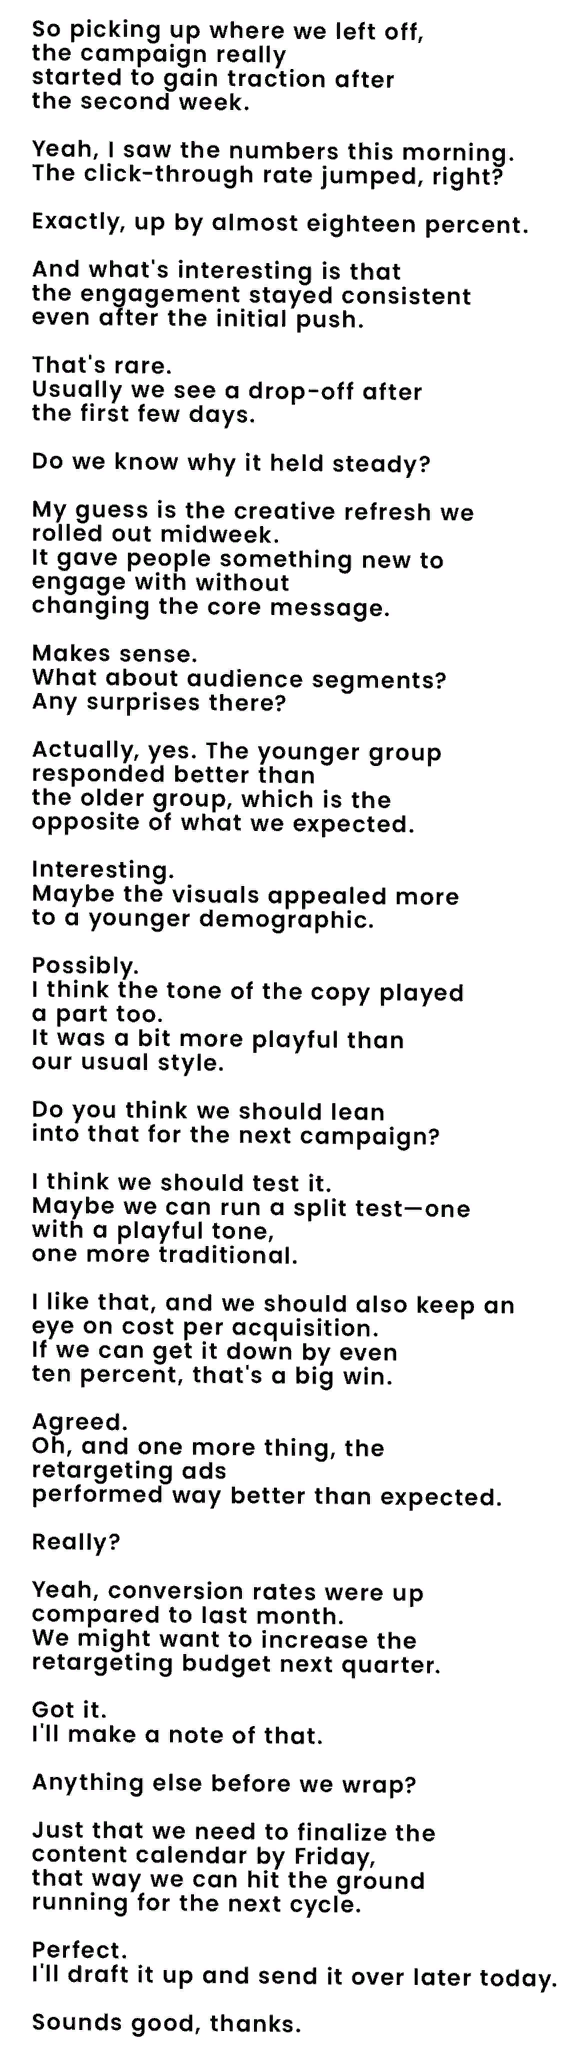 So picking up where we left off,
the campaign really
started to gain traction after
the second week.

Yeah, I saw the numbers this morning.
The click-through rate jumped, right?

Exactly, up by almost eighteen percent.

And what's interesting is that
the engagement stayed consistent
even after the initial push.

That's rare.
Usually we see a drop-off after
the first few days.

Do we know why it held steady?

My guess is the creative refresh we
rolled out midweek.
It gave people something new to
engage with without
changing the core message.

Makes sense.
What about audience segments?
Any surprises there?

Actually, yes. The younger group
responded better than
the older group, which is the
opposite of what we expected.

Interesting.
Maybe the visuals appealed more
to a younger demographic.

Possibly.
I think the tone of the copy played
a part too.
It was a bit more playful than
our usual style.

Do you think we should lean
into that for the next campaign?

I think we should test it.
Maybe we can run a split test—one
with a playful tone,
one more traditional.

I like that, and we should also keep an
eye on cost per acquisition.
If we can get it down by even
ten percent, that's a big win.

Agreed.
Oh, and one more thing, the
retargeting ads
performed way better than expected.

Really?

Yeah, conversion rates were up
compared to last month.
We might want to increase the
retargeting budget next quarter.

Got it.
I'll make a note of that.

Anything else before we wrap?

Just that we need to finalize the
content calendar by Friday,
that way we can hit the ground
running for the next cycle.

Perfect.
I'll draft it up and send it over later today.

Sounds good, thanks.